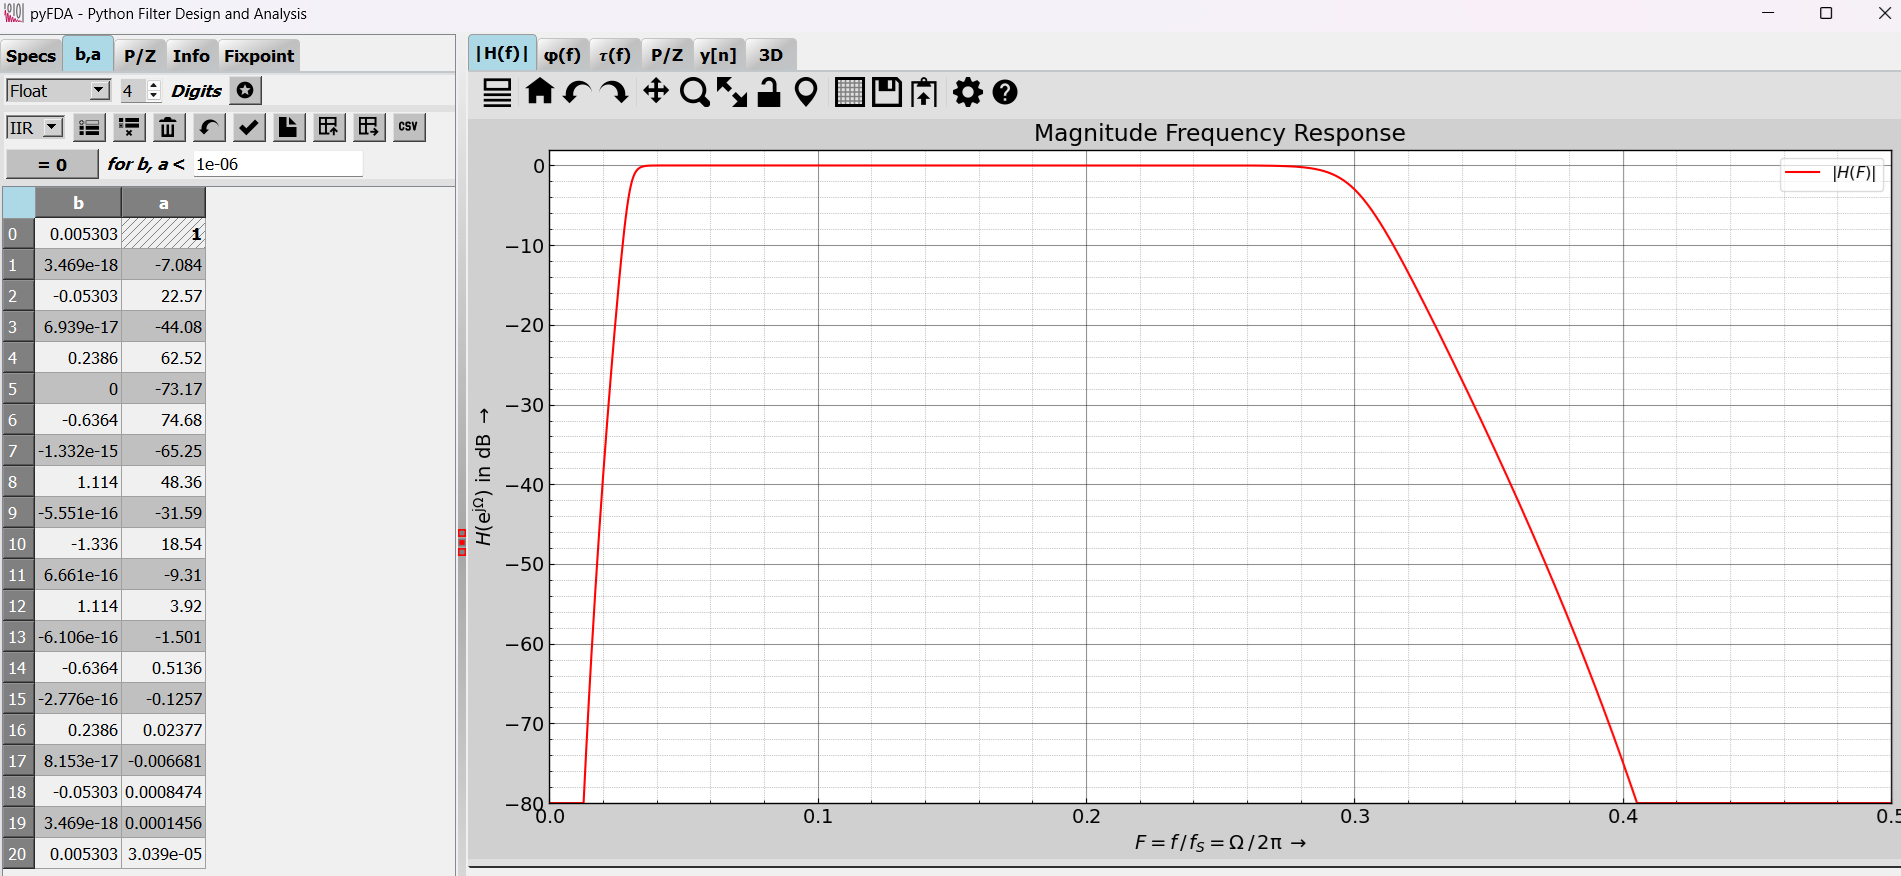 pyFDA - Python Filter Design and Analysis
Specs b,a P/Z Info Fixpoint
Float 4 Digits
IIR CSV
= 0 for b, a < 1e-06
b a
0 0.005303 1
1 3.469e-18 -7.084
2 -0.05303 22.57
3 6.939e-17 -44.08
4 0.2386 62.52
5 0 -73.17
6 -0.6364 74.68
7 -1.332e-15 -65.25
8 1.114 48.36
9 -5.551e-16 -31.59
10 -1.336 18.54
11 6.661e-16 -9.31
12 1.114 3.92
13 -6.106e-16 -1.501
14 -0.6364 0.5136
15 -2.776e-16 -0.1257
16 0.2386 0.02377
17 8.153e-17 -0.006681
18 -0.05303 0.0008474
19 3.469e-18 0.0001456
20 0.005303 3.039e-05
|H(f)| φ(f) τ(f) P/Z y[n] 3D
Magnitude Frequency Response
|H(F)|
0
−10
−20
−30
−40
−50
−60
−70
−80
H(e^jΩ) in dB →
0.0 0.1 0.2 0.3 0.4 0.5
F = f / f_S = Ω / 2π →